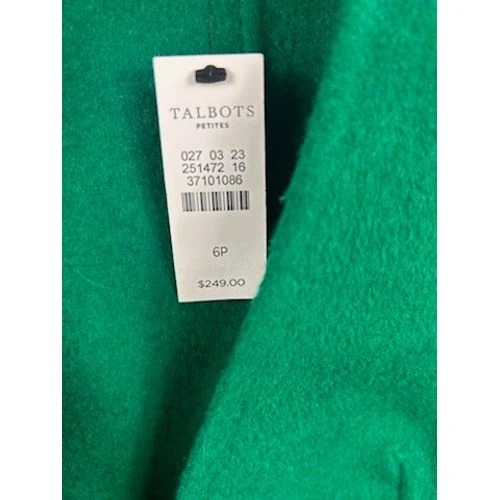 TALBOTS
PETITES
027 03 23
251472 16
37101086
6P
$249.00